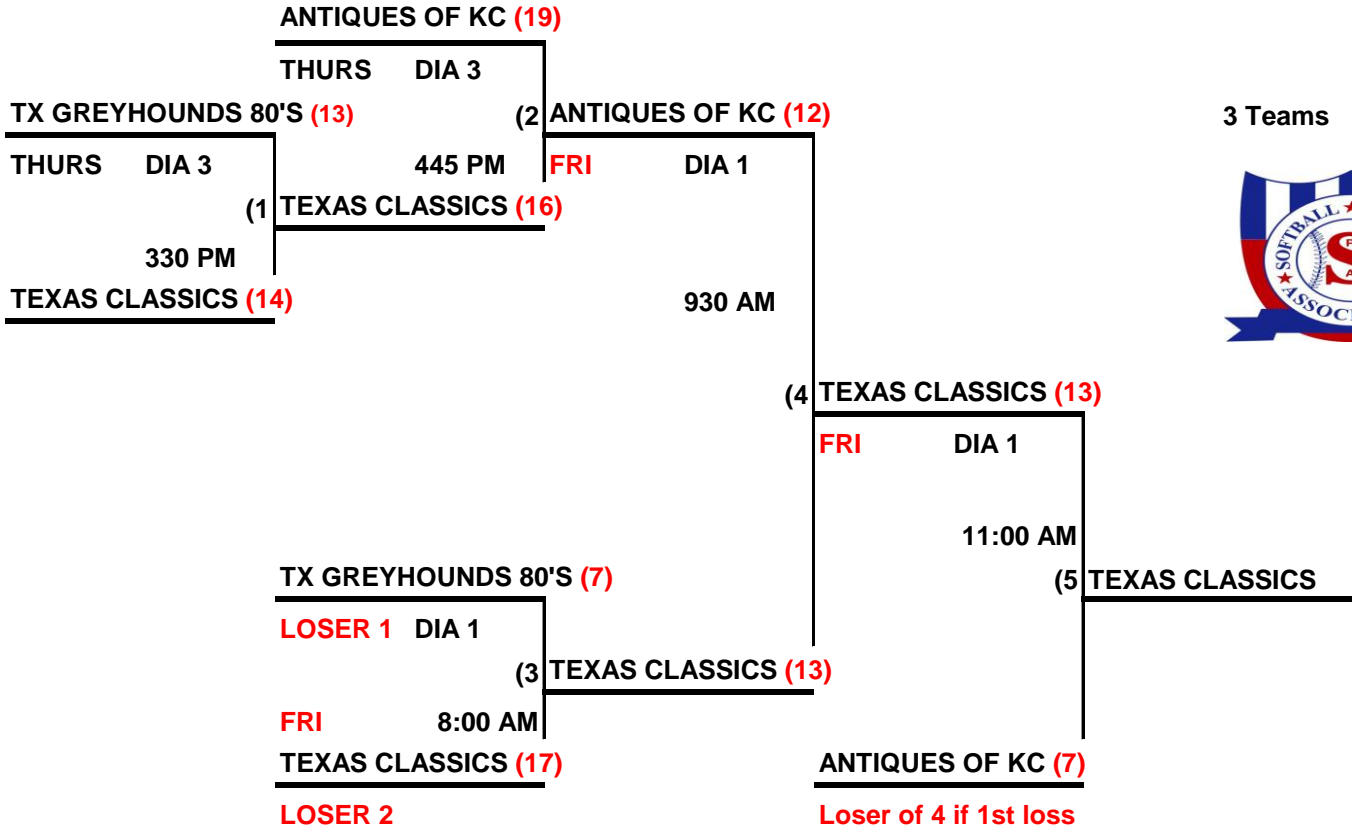 ANTIQUES OF KC (19)
THURS DIA 3
TX GREYHOUNDS 80'S (13) (2 ANTIQUES OF KC (12) 3 Teams
THURS DIA 3 445 PM FRI DIA 1
(1 TEXAS CLASSICS (16)
330 PM
TEXAS CLASSICS (14) 930 AM
SOFTBALL
S
(4 TEXAS CLASSICS (13)
FRI DIA 1
11:00 AM
TX GREYHOUNDS 80'S (7) (5 TEXAS CLASSICS
LOSER 1 DIA 1
(3 TEXAS CLASSICS (13)
FRI 8:00 AM
TEXAS CLASSICS (17) ANTIQUES OF KC (7)
LOSER 2 Loser of 4 if 1st loss